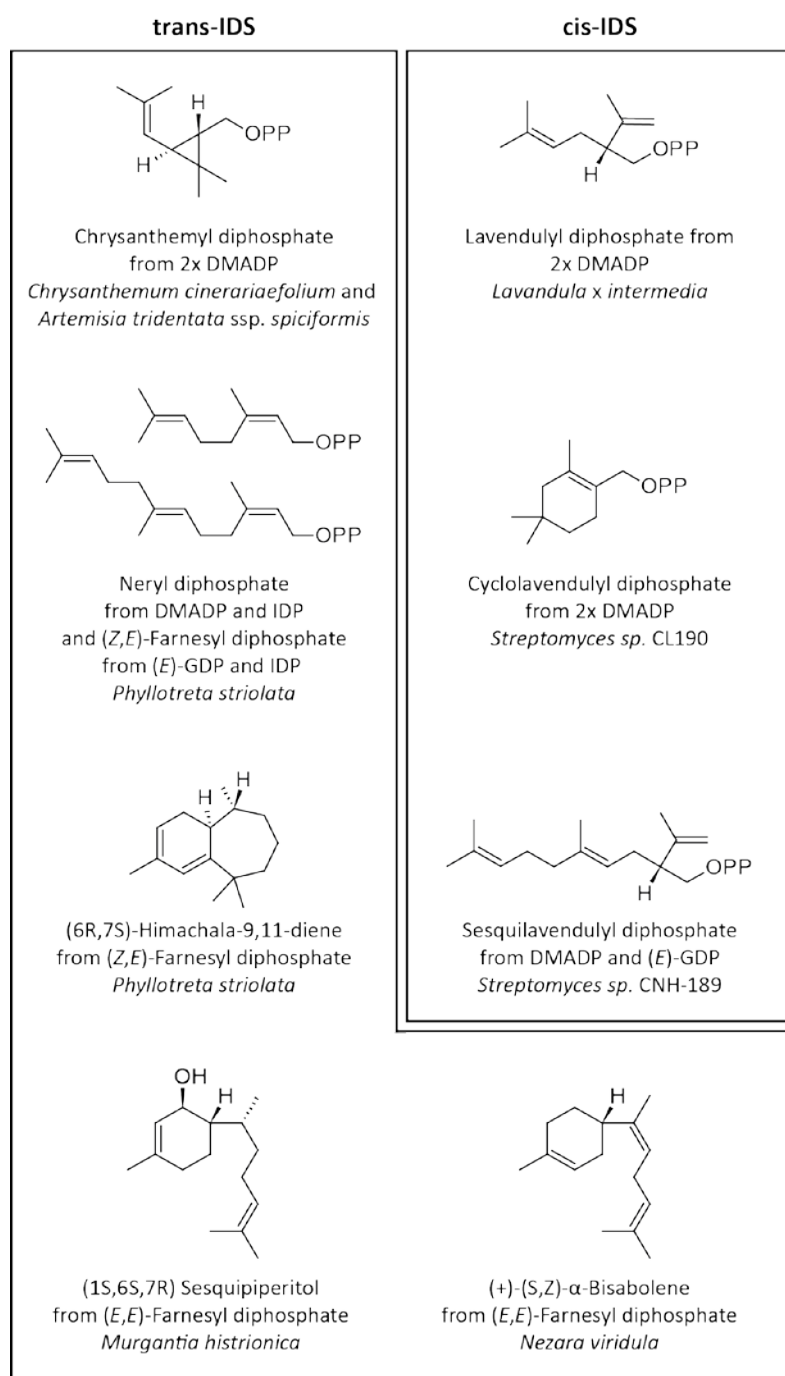 trans-IDS
cis-IDS
H
OPP
H
Chrysanthemyl diphosphate
from 2x DMADP
Chrysanthemum cinerariaefolium and
Artemisia tridentata ssp. spiciformis
OPP
H
Lavendulyl diphosphate from
2x DMADP
Lavandula x intermedia
OPP
OPP
Neryl diphosphate
from DMADP and IDP
and (Z,E)-Farnesyl diphosphate
from (E)-GDP and IDP
Phyllotreta striolata
OPP
Cyclolavendulyl diphosphate
from 2x DMADP
Streptomyces sp. CL190
H
H
(6R,7S)-Himachala-9,11-diene
from (Z,E)-Farnesyl diphosphate
Phyllotreta striolata
OPP
H
Sesquilavendulyl diphosphate
from DMADP and (E)-GDP
Streptomyces sp. CNH-189
OH
H
(1S,6S,7R) Sesquipiperitol
from (E,E)-Farnesyl diphosphate
Murgantia histrionica
H
(+)-(S,Z)-α-Bisabolene
from (E,E)-Farnesyl diphosphate
Nezara viridula